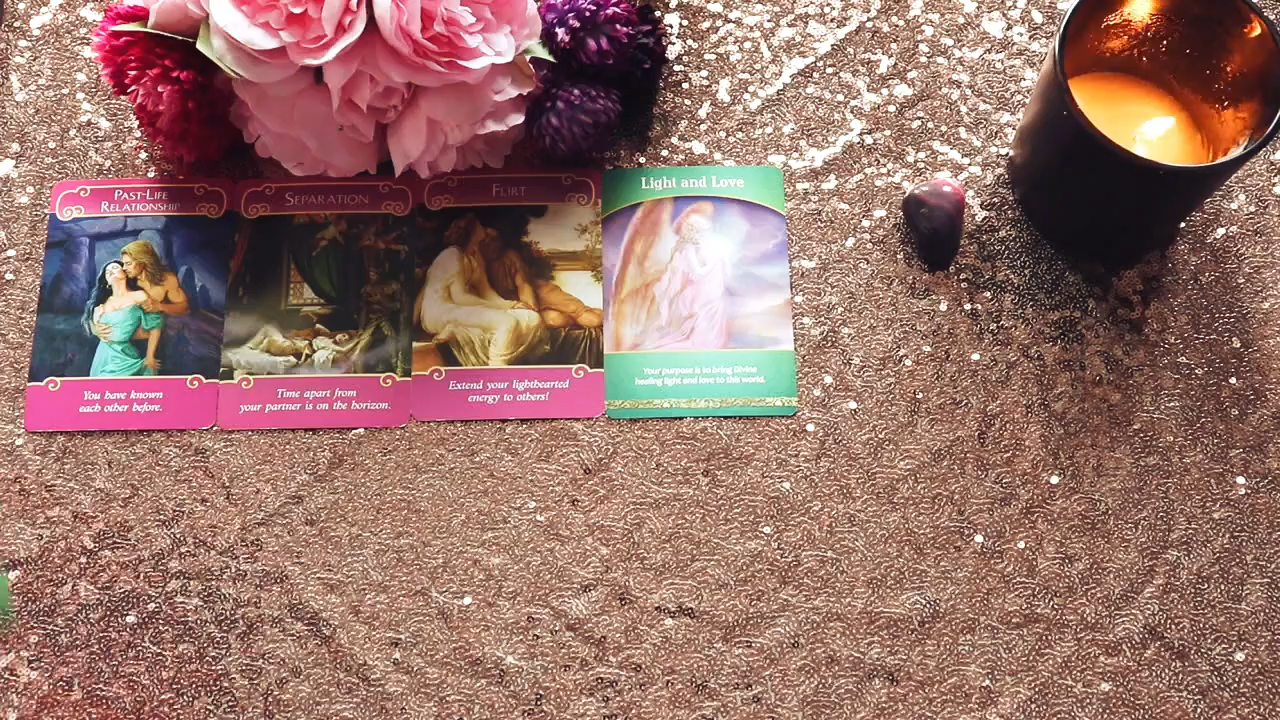 PAST-LIFE
RELATIONSHIP
You have known
each other before.
SEPARATION
Time apart from
your partner is on the horizon.
FLIRT
Extend your lighthearted
energy to others!
Light and Love
Your purpose is to bring Divine
healing light and love to this world.